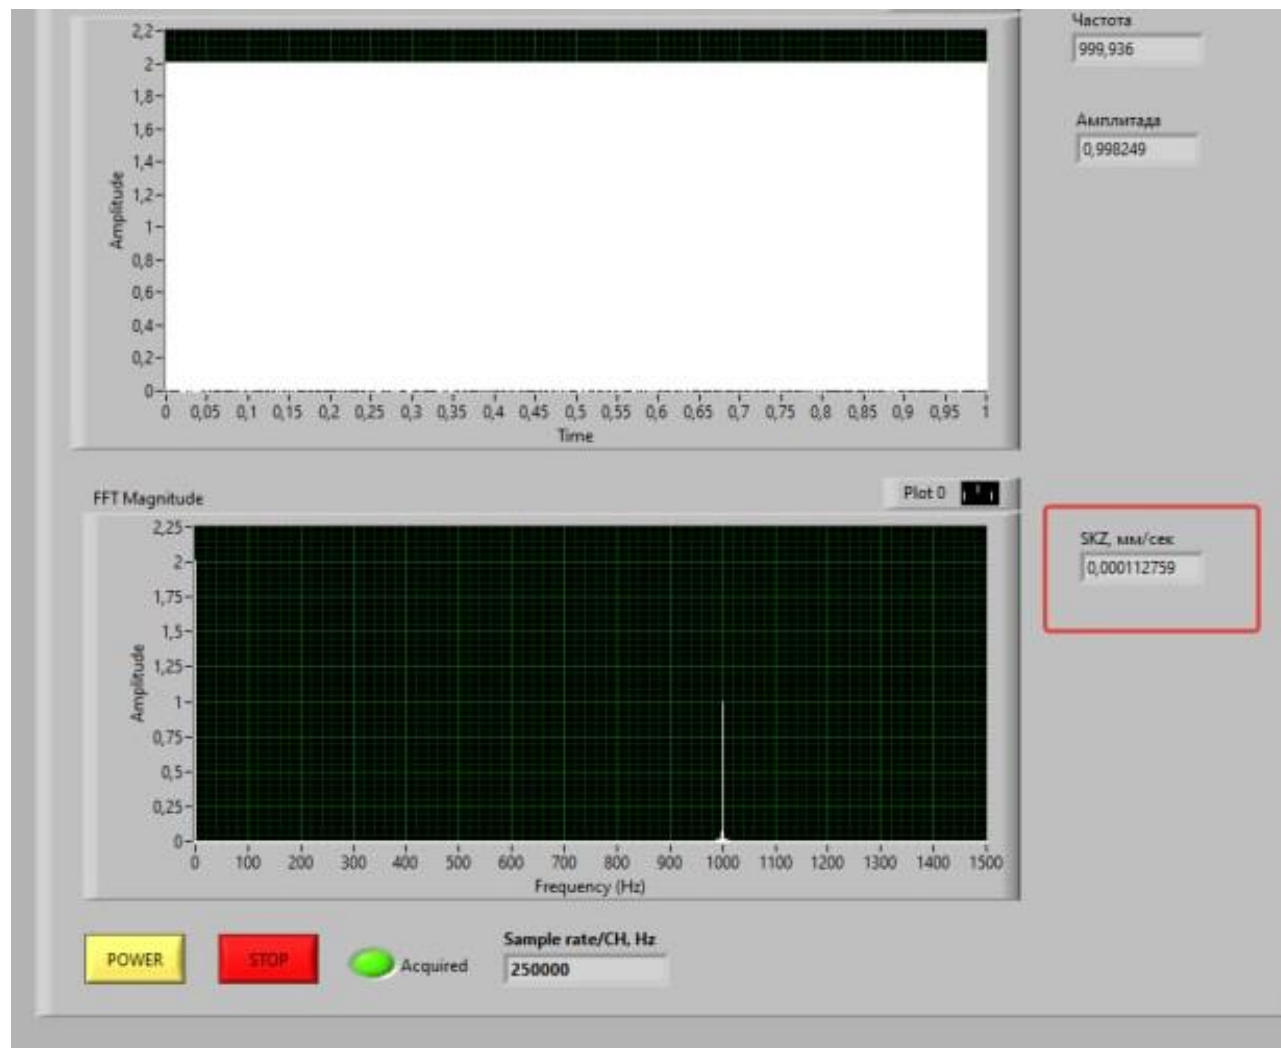 Частота
999,936
Амплитада
0,998249
2,2
2
1,8
1,6
1,4
1,2
1
0,8
0,6
0,4
0,2
0
Amplitude
0 0,05 0,1 0,15 0,2 0,25 0,3 0,35 0,4 0,45 0,5 0,55 0,6 0,65 0,7 0,75 0,8 0,85 0,9 0,95 1
Time
FFT Magnitude
Plot 0
2,25
2
1,75
1,5
1,25
1
0,75
0,5
0,25
0
Amplitude
0 100 200 300 400 500 600 700 800 900 1000 1100 1200 1300 1400 1500
Frequency (Hz)
SKZ, мм/сек
0,000112759
POWER
STOP
Acquired
Sample rate/CH, Hz
250000